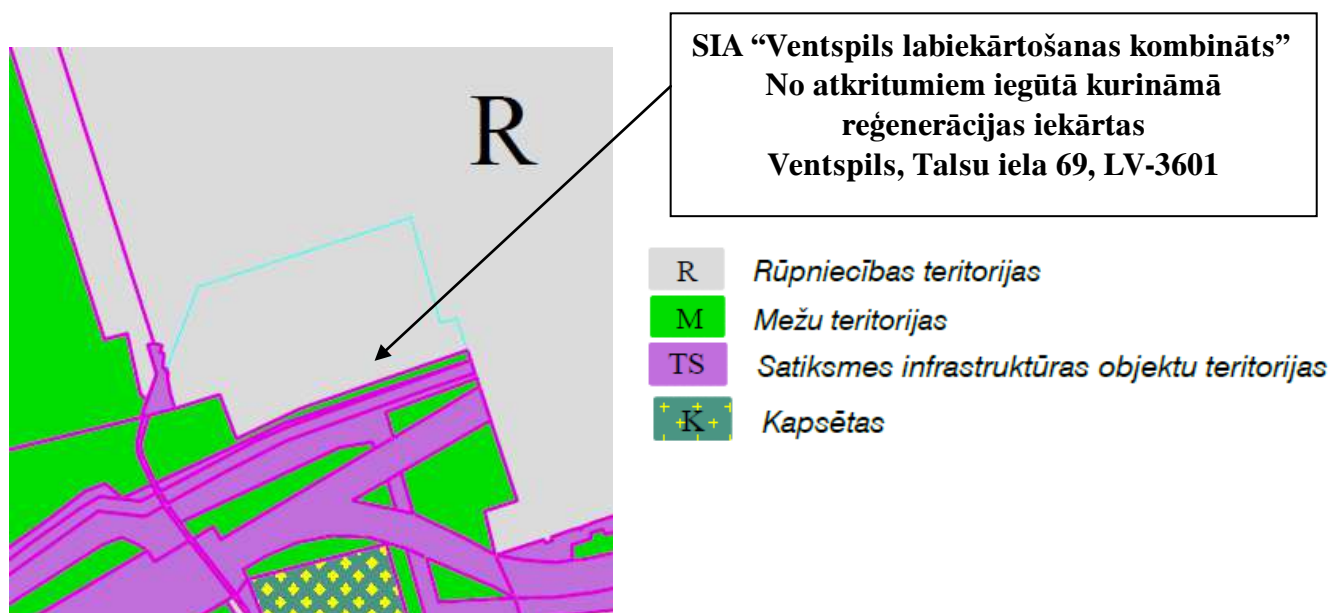 SIA “Ventspils labiekārtošanas kombināts”
No atkritumiem iegūtā kurināmā
reģenerācijas iekārtas
Ventspils, Talsu iela 69, LV-3601
R
R Rūpniecības teritorijas
M Mežu teritorijas
TS Satiksmes infrastruktūras objektu teritorijas
K Kapsētas